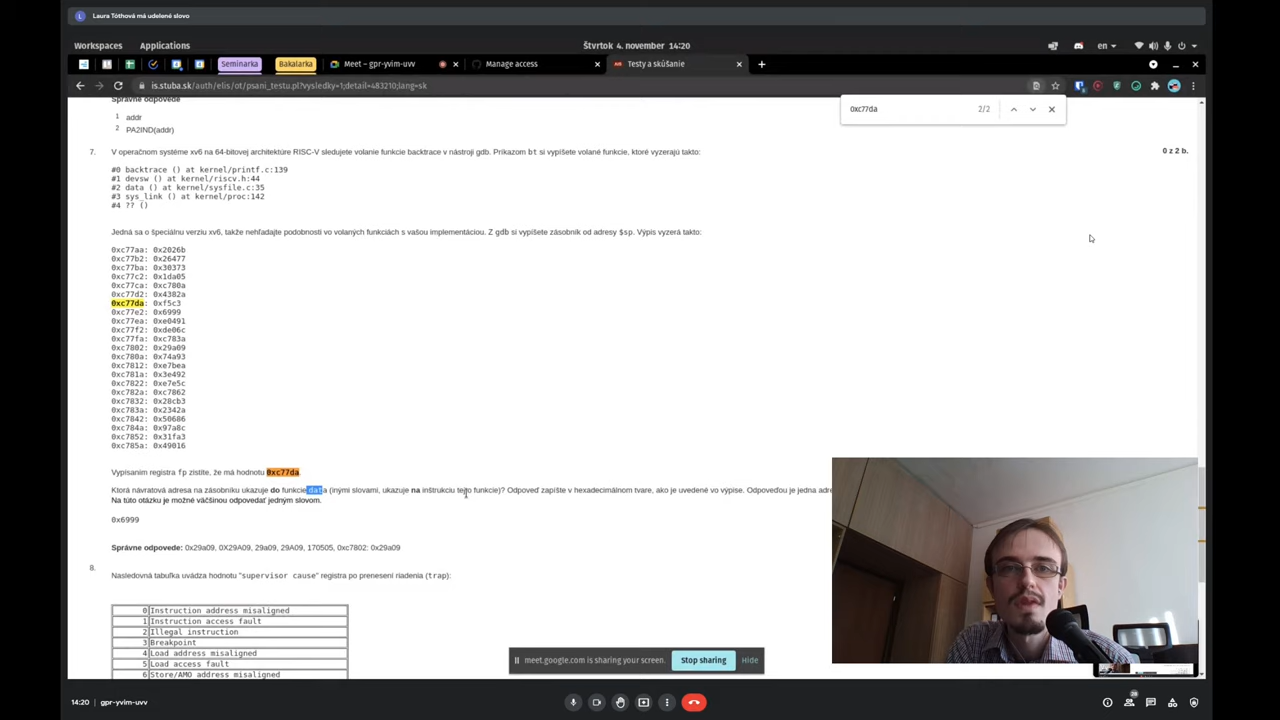 Laura Tóthová má udelené slovo
Workspaces Applications Štvrtok 4. november 14:20 en
Seminarka Bakalarka Meet – gpr-yvim-uvv Manage access Testy a skúšanie
is.stuba.sk/auth/elis/ot/psani_testu.pl?vysledky=1;detail=483210;lang=sk
0xc77da 2/2
Správne odpovede
1 addr
2 PA2IND(addr)
7. V operačnom systéme xv6 na 64-bitovej architektúre RISC-V sledujete volanie funkcie backtrace v nástroji gdb. Príkazom bt si vypíšete volané funkcie, ktoré vyzerajú takto: 0 z 2 b.
#0 backtrace () at kernel/printf.c:139
#1 devsw () at kernel/riscv.h:44
#2 data () at kernel/sysfile.c:35
#3 sys_link () at kernel/proc:142
#4 ?? ()
Jedná sa o špeciálnu verziu xv6, takže nehľadajte podobnosti vo volaných funkciách s vašou implementáciou. Z gdb si vypíšete zásobník od adresy $sp. Výpis vyzerá takto:
0xc77aa: 0x2026b
0xc77b2: 0x26477
0xc77ba: 0x30373
0xc77c2: 0x1da05
0xc77ca: 0xc780a
0xc77d2: 0x4382a
0xc77da: 0xf5c3
0xc77e2: 0x6999
0xc77ea: 0xe0491
0xc77f2: 0xde06c
0xc77fa: 0xc783a
0xc7802: 0x29a09
0xc780a: 0x74a93
0xc7812: 0xe7bea
0xc781a: 0x3e492
0xc7822: 0xe7e5c
0xc782a: 0xc7862
0xc7832: 0x28cb3
0xc783a: 0x2342a
0xc7842: 0x50686
0xc784a: 0x97a8c
0xc7852: 0x31fa3
0xc785a: 0x49016
Vypísaním registra fp zistíte, že má hodnotu 0xc77da.
Ktorá návratová adresa na zásobníku ukazuje do funkcie data (inými slovami, ukazuje na inštrukciu tejto funkcie)? Odpoveď zapíšte v hexadecimálnom tvare, ako je uvedené vo výpise. Odpoveďou je jedna adre
Na túto otázku je možné väčšinou odpovedať jedným slovom.
0x6999
Správne odpovede: 0x29a09, 0X29A09, 29a09, 29A09, 170505, 0xc7802: 0x29a09
8. Nasledovná tabuľka uvádza hodnotu "supervisor cause" registra po prenesení riadenia (trap):
0 Instruction address misaligned
1 Instruction access fault
2 Illegal instruction
3 Breakpoint
4 Load address misaligned
5 Load access fault
6 Store/AMO address misaligned
meet.google.com is sharing your screen. Stop sharing Hide
14:20 gpr-yvim-uvv